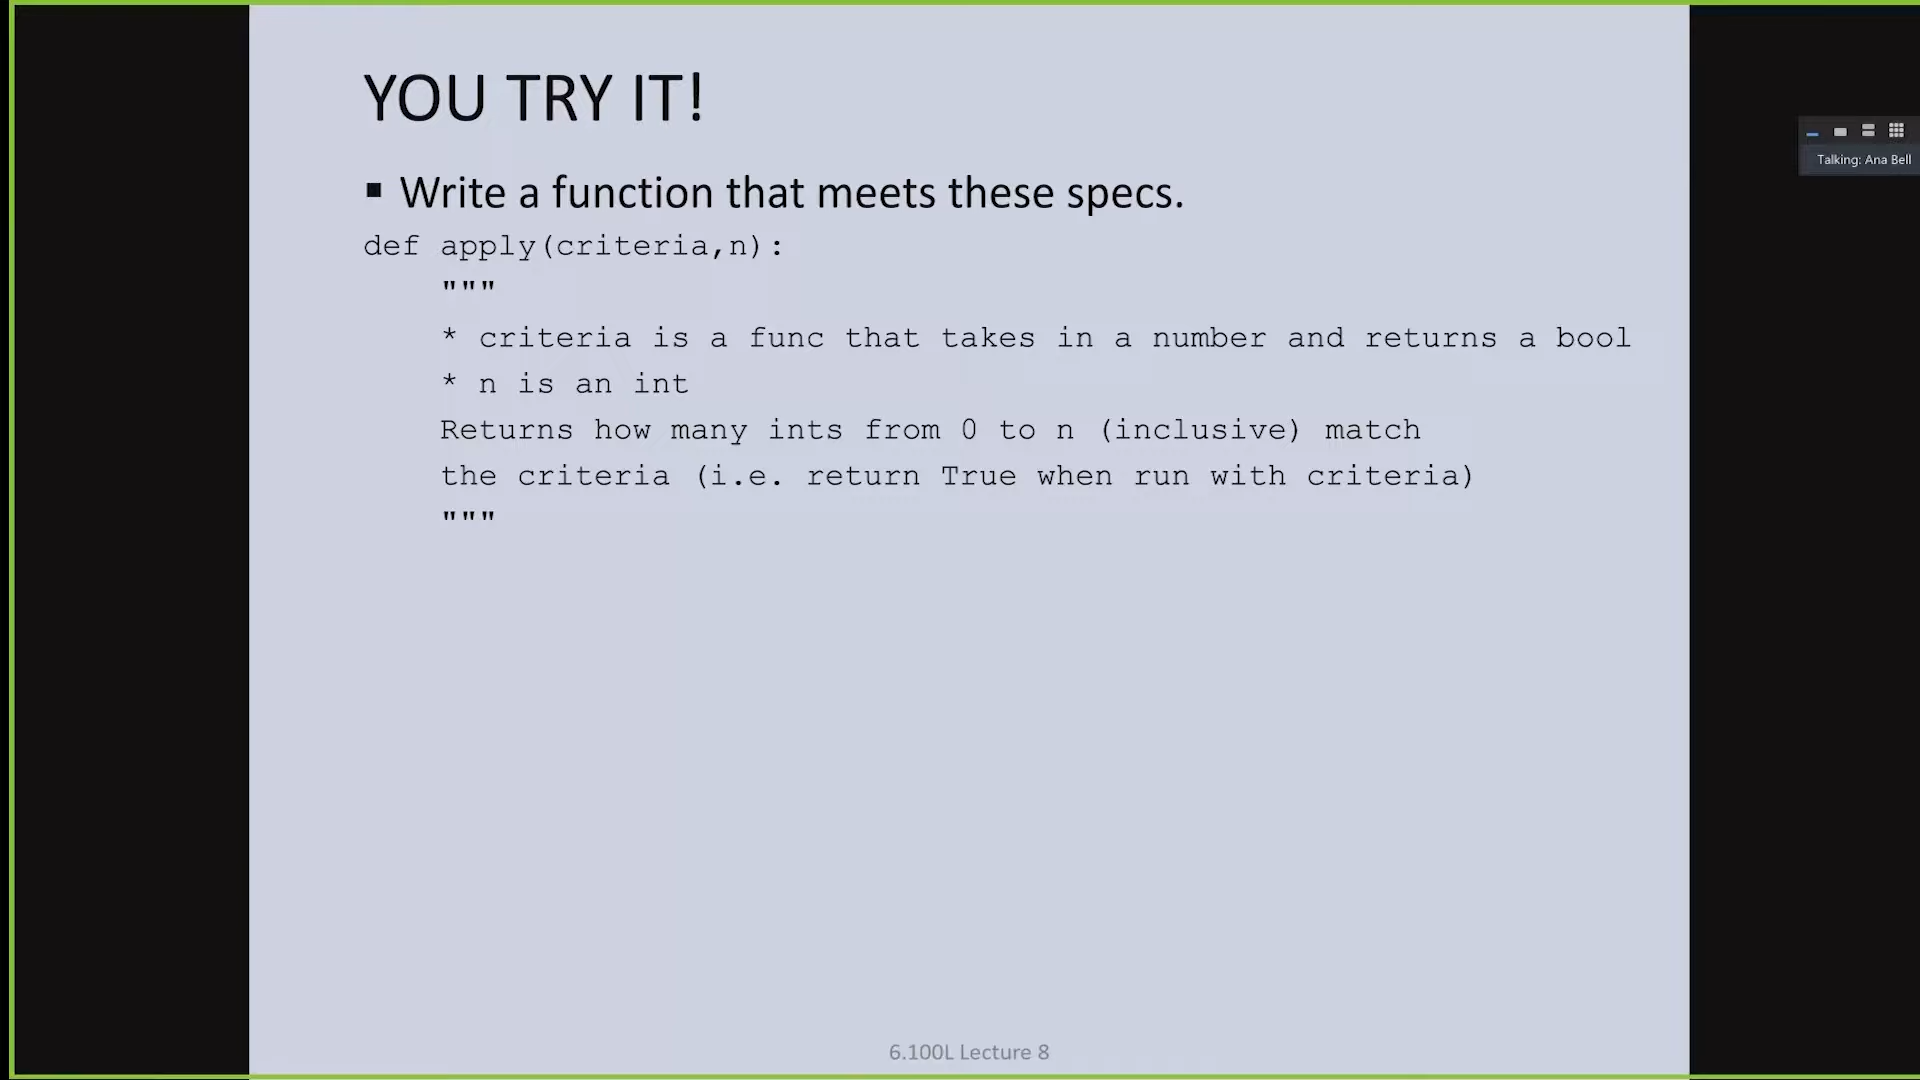 YOU TRY IT!
▪ Write a function that meets these specs.
def apply(criteria,n):
"""
* criteria is a func that takes in a number and returns a bool
* n is an int
Returns how many ints from 0 to n (inclusive) match
the criteria (i.e. return True when run with criteria)
"""
Talking: Ana Bell
6.100L Lecture 8